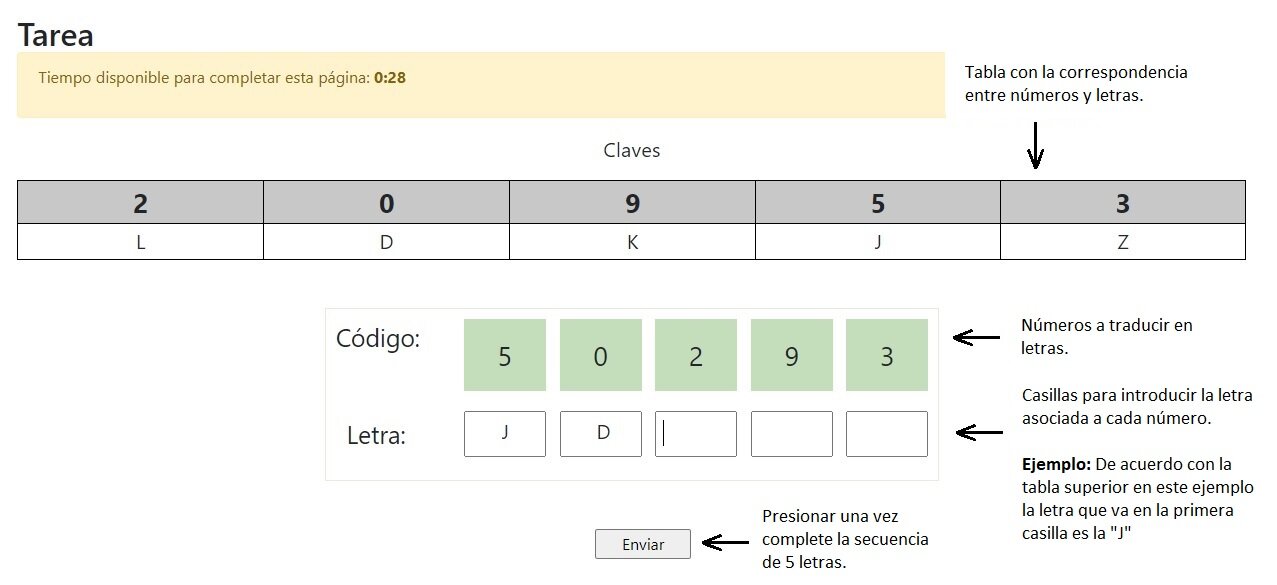 Tarea
Tiempo disponible para completar esta página: 0:28
Tabla con la correspondencia
entre números y letras.
Claves
2 0 9 5 3
L D K J Z
Código: 5 0 2 9 3
Números a traducir en
letras.
Letra: J D
Casillas para introducir la letra
asociada a cada número.
Ejemplo: De acuerdo con la
tabla superior en este ejemplo
la letra que va en la primera
casilla es la "J"
Enviar
Presionar una vez
complete la secuencia
de 5 letras.